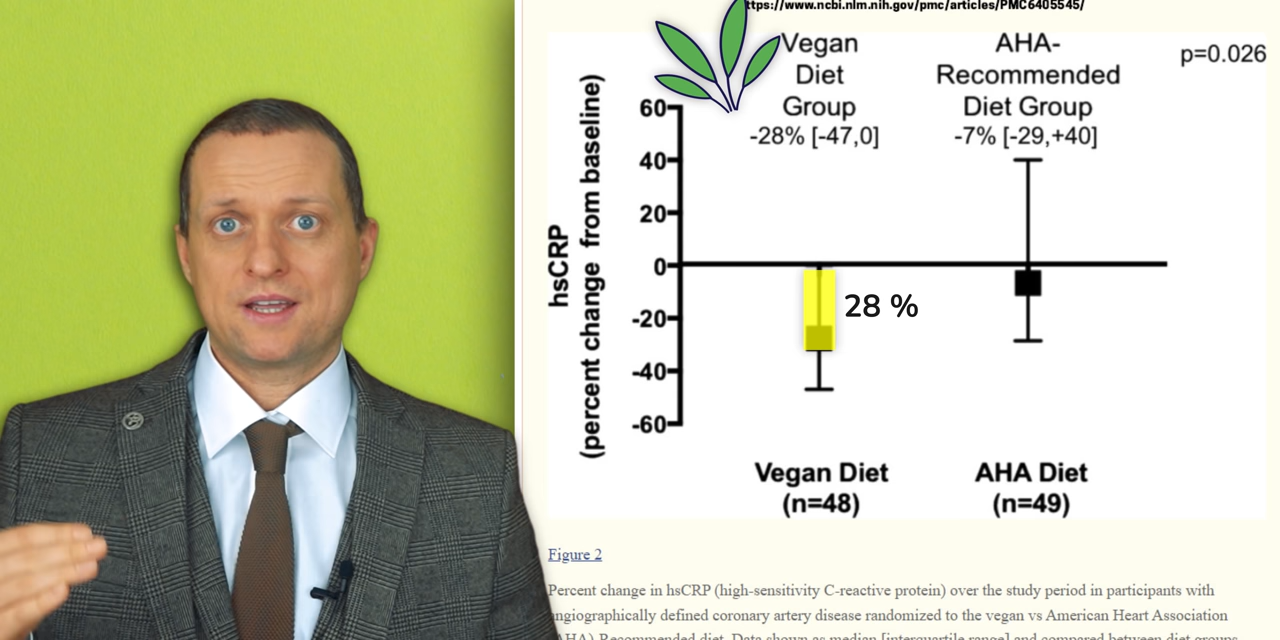 ttps://www.ncbi.nlm.nih.gov/pmc/articles/PMC6405545/
Vegan
Diet
Group
-28% [-47,0]
AHA-
Recommended
Diet Group
-7% [-29,+40]
p=0.026
hsCRP
(percent change from baseline)
60
40
20
0
-20
-40
-60
28 %
Vegan Diet
(n=48)
AHA Diet
(n=49)
Figure 2
Percent change in hsCRP (high-sensitivity C-reactive protein) over the study period in participants with
ngiographically defined coronary artery disease randomized to the vegan vs American Heart Association
AHA) Recommended diet. Data shown as median [interquartile range] and compared between diet groups